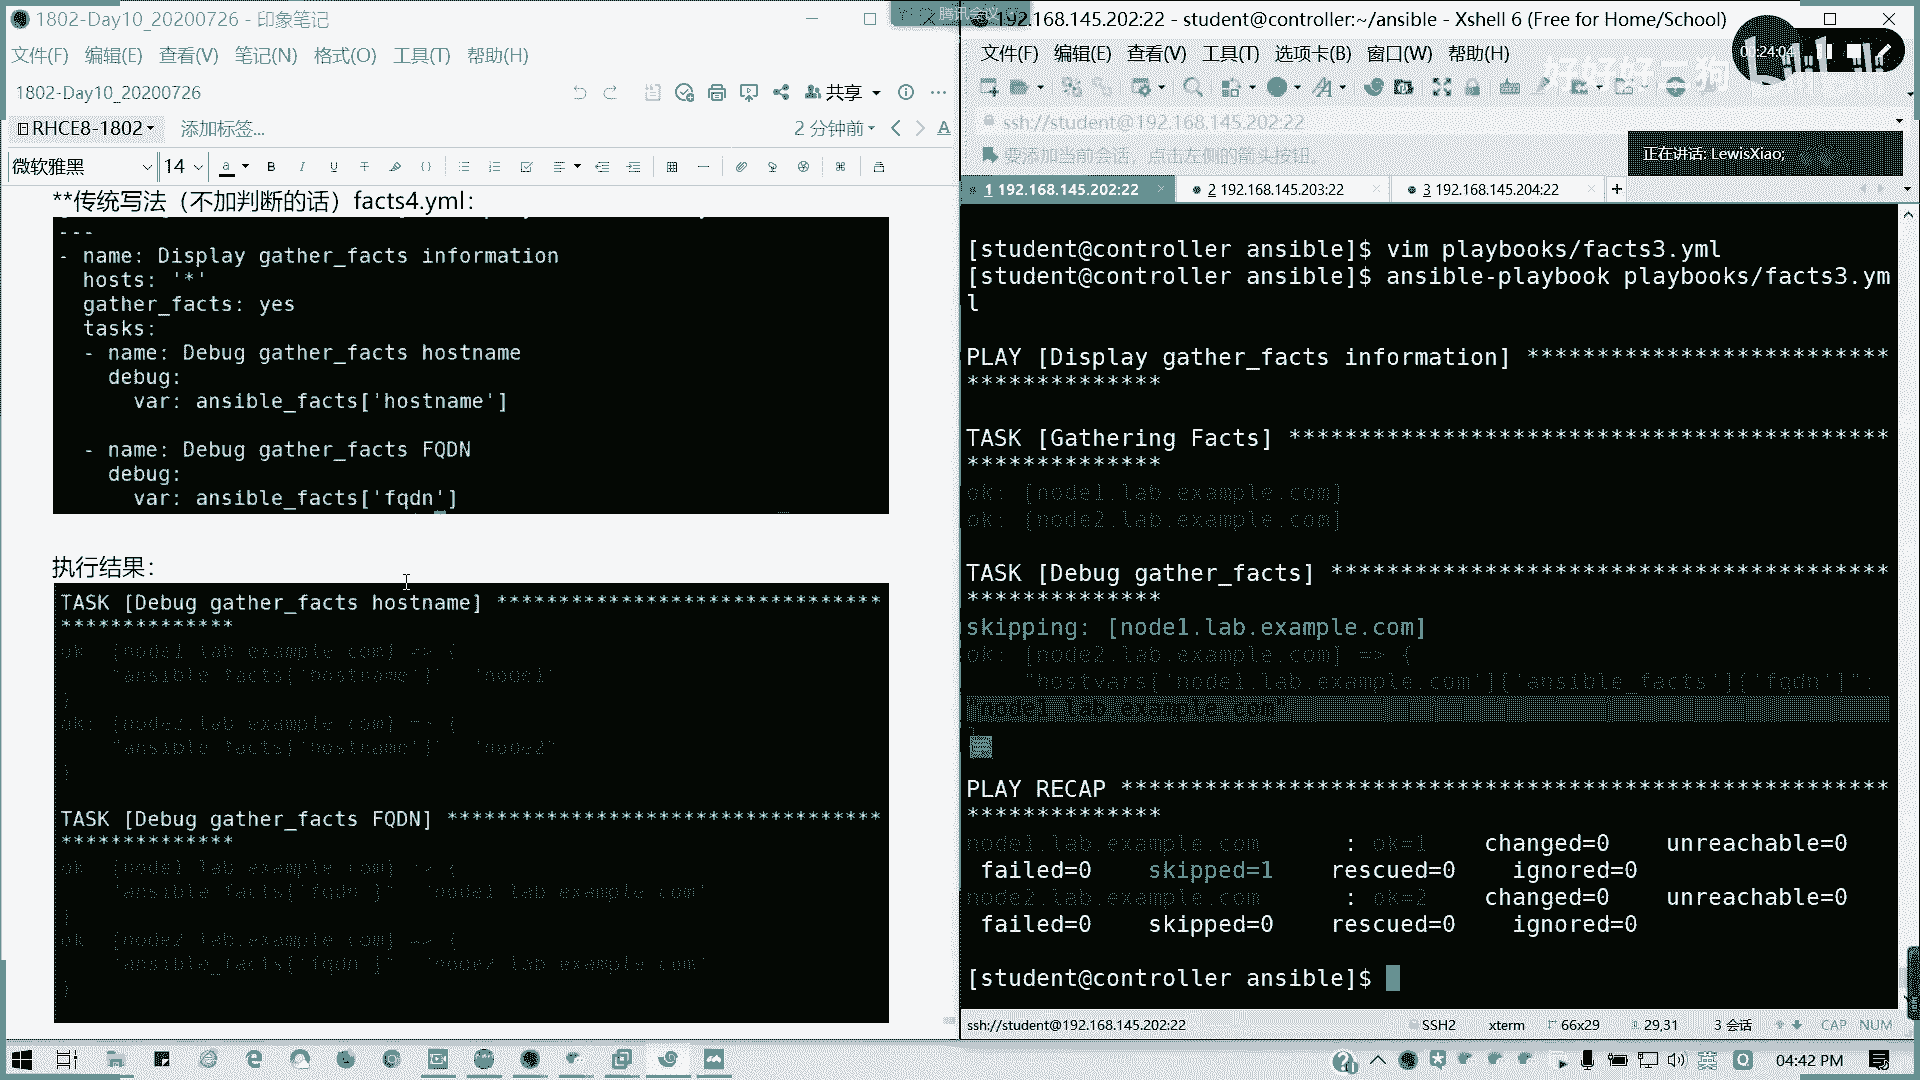 1802-Day10_20200726 - 印象笔记
文件(F) 编辑(E) 查看(V) 笔记(N) 格式(O) 工具(T) 帮助(H)
1802-Day10_20200726
共享
RHCE8-1802 添加标签... 2 分钟前
微软雅黑 14
**传统写法（不加判断的话）facts4.yml：
---
- name: Display gather_facts information
hosts: '*'
gather_facts: yes
tasks:
- name: Debug gather_facts hostname
debug:
var: ansible_facts['hostname']
- name: Debug gather_facts FQDN
debug:
var: ansible_facts['fqdn']
执行结果：
TASK [Debug gather_facts hostname] *******************************
**************
ok: [node1.lab.example.com] => {
"ansible_facts['hostname']": "node1"
}
ok: [node2.lab.example.com] => {
"ansible_facts['hostname']": "node2"
}
TASK [Debug gather_facts FQDN] ***********************************
**************
ok: [node1.lab.example.com] => {
"ansible_facts['fqdn']": "node1.lab.example.com"
}
ok: [node2.lab.example.com] => {
"ansible_facts['fqdn']": "node2.lab.example.com"
}
腾讯会议
192.168.145.202:22 - student@controller:~/ansible - Xshell 6 (Free for Home/School)
文件(F) 编辑(E) 查看(V) 工具(T) 选项卡(B) 窗口(W) 帮助(H)
00:24:04
好好好二狗
ssh://student@192.168.145.202:22
要添加当前会话，点击左侧的箭头按钮。
正在讲话: LewisXiao;
1 192.168.145.202:22 2 192.168.145.203:22 3 192.168.145.204:22
[student@controller ansible]$ vim playbooks/facts3.yml
[student@controller ansible]$ ansible-playbook playbooks/facts3.ym
l
PLAY [Display gather_facts information] **************************
**************
TASK [Gathering Facts] *******************************************
**************
ok: [node1.lab.example.com]
ok: [node2.lab.example.com]
TASK [Debug gather_facts] ****************************************
**************
skipping: [node1.lab.example.com]
ok: [node2.lab.example.com] => {
"hostvars['node1.lab.example.com']['ansible_facts']['fqdn']":
"node1.lab.example.com"
}
PLAY RECAP *******************************************************
**************
node1.lab.example.com : ok=1 changed=0 unreachable=0
failed=0 skipped=1 rescued=0 ignored=0
node2.lab.example.com : ok=2 changed=0 unreachable=0
failed=0 skipped=0 rescued=0 ignored=0
[student@controller ansible]$
ssh://student@192.168.145.202:22 SSH2 xterm 66x29 29,31 3 会话 CAP NUM
英 04:42 PM